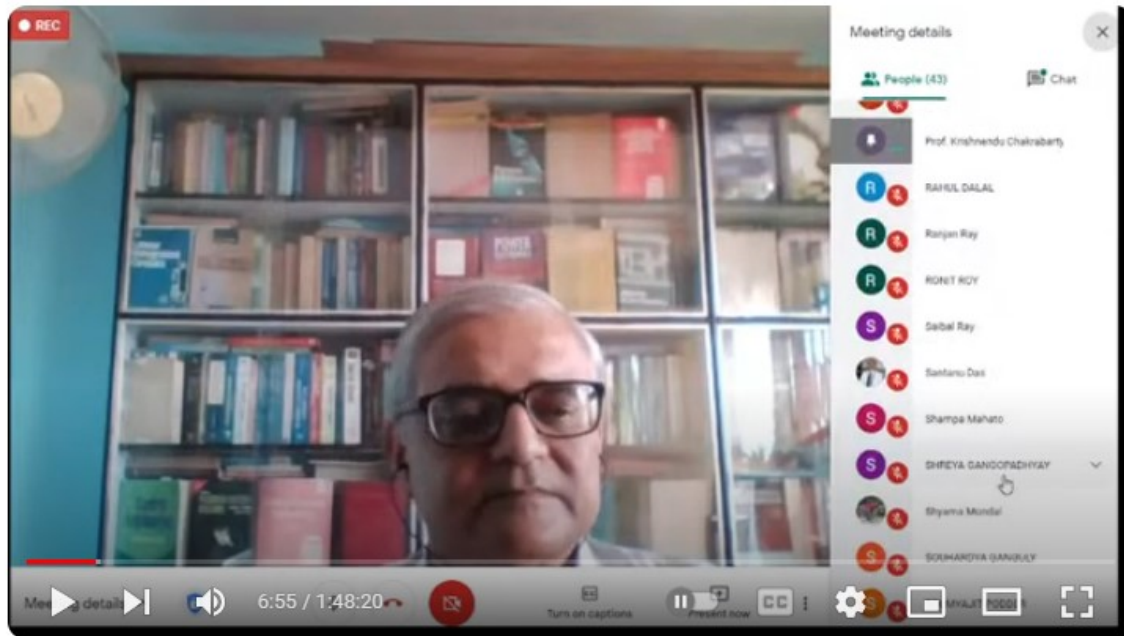 REC
Meeting details
People (43)
Chat
Prof. Krishnendu Chakrabarty
RAHUL DALAL
Ranjan Ray
RONIT ROY
Saibal Ray
Santanu Das
Shampa Mahato
SHREYA GANGOPADHYAY
Shyama Mondal
SOUHARDYA GANGULY
Meeting details
6:55 / 1:48:20
Turn on captions
Present now
CC